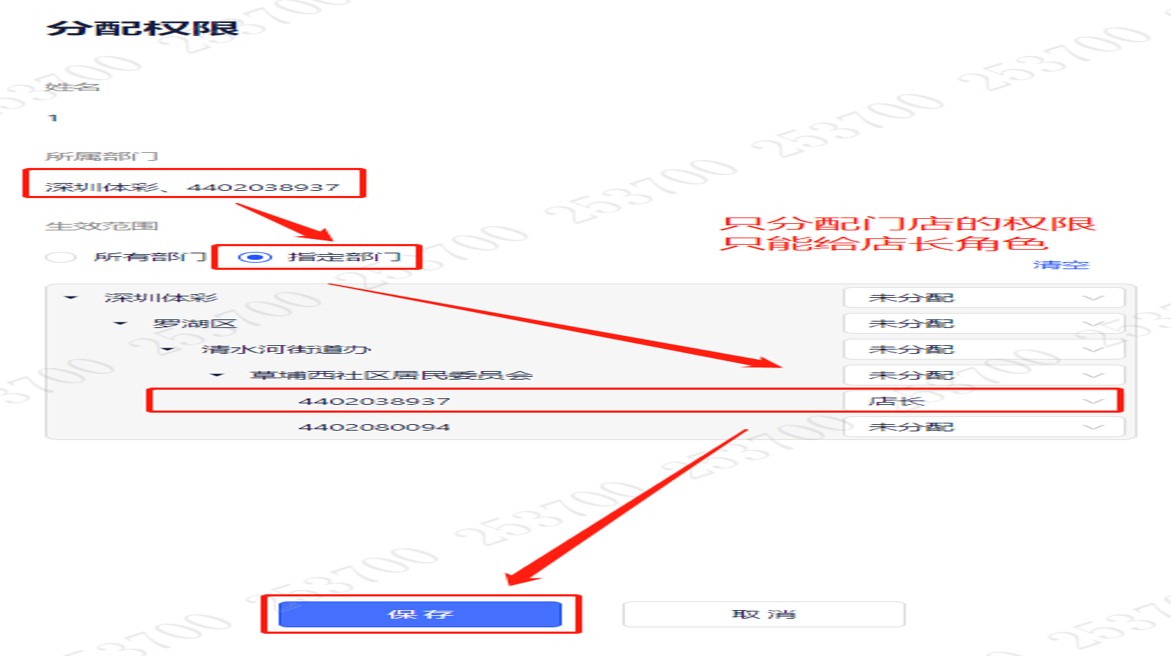 分配权限
姓名
1
所属部门
深圳体彩、4402038937
生效范围
所有部门 指定部门
只分配门店的权限
只能给店长角色
清空
深圳体彩 未分配
罗湖区 未分配
清水河街道办 未分配
草埔西社区居民委员会 未分配
4402038937 店长
4402080094 未分配
保存 取消
253700